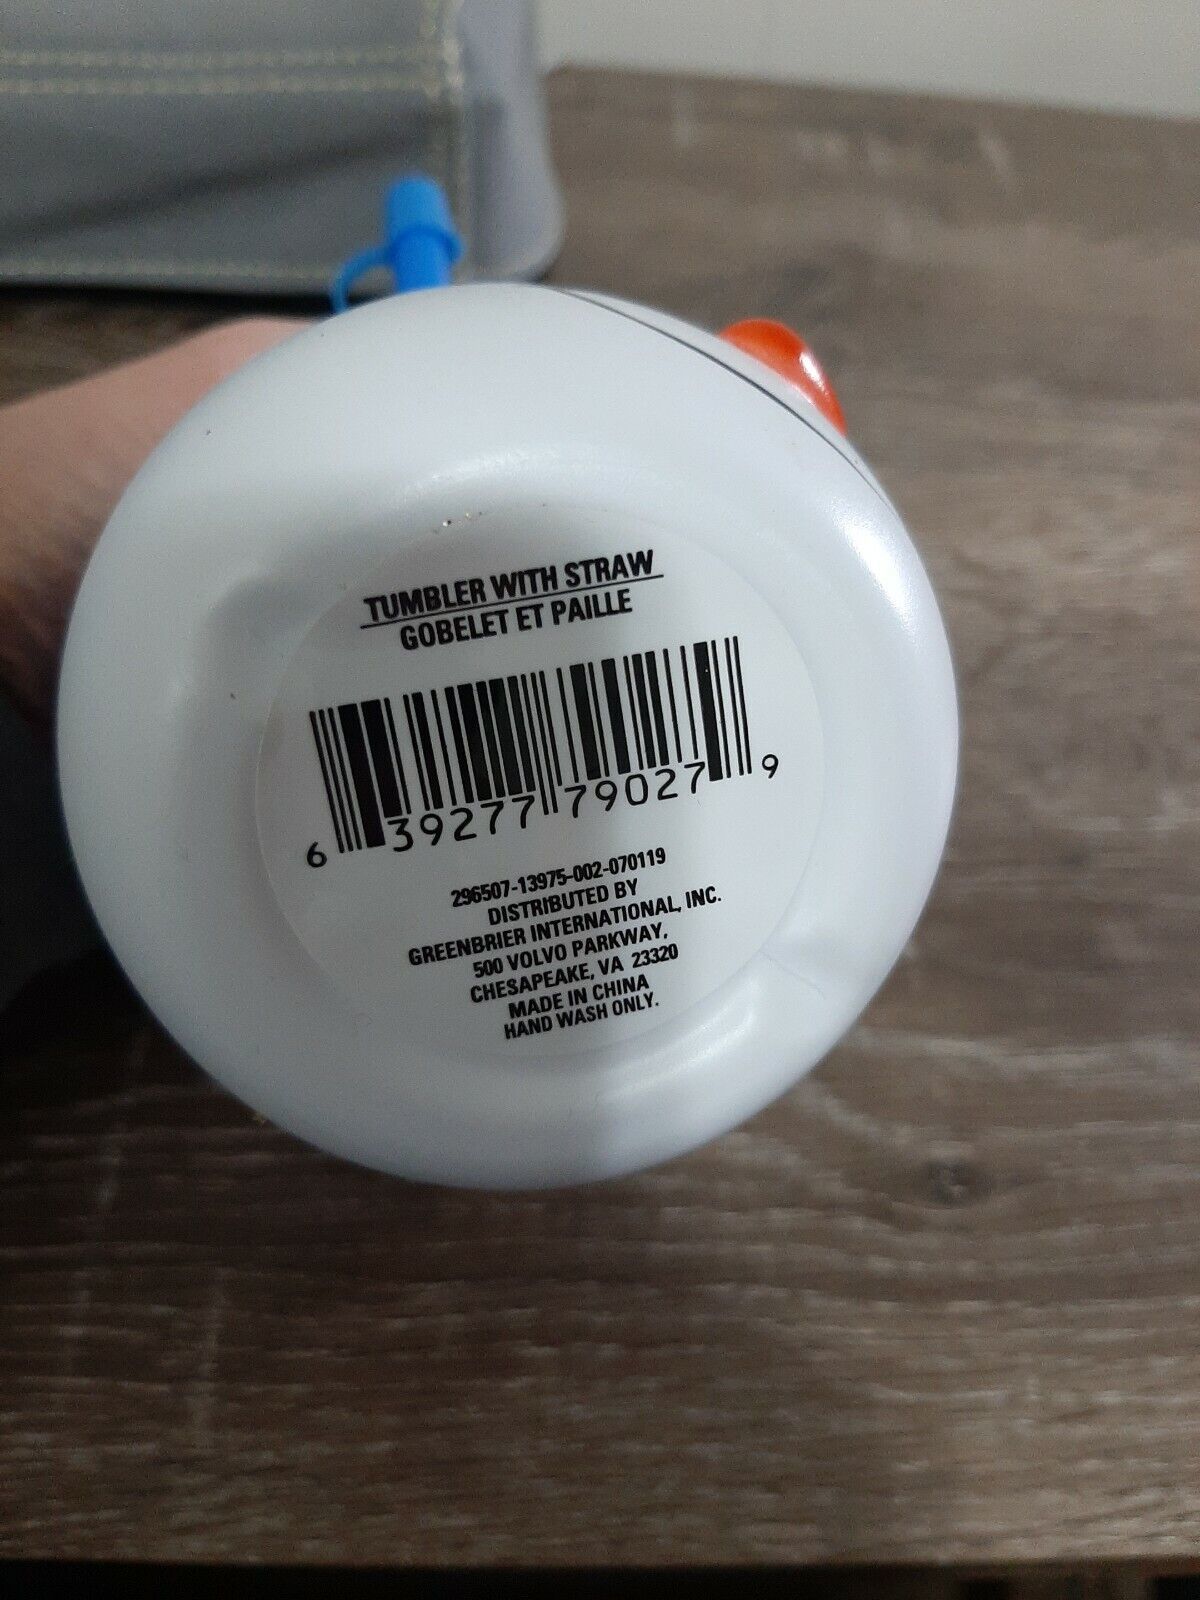 TUMBLER WITH STRAW
GOBELET ET PAILLE
6 39277 79027 9
296507-13975-002-070119
DISTRIBUTED BY
GREENBRIER INTERNATIONAL, INC.
500 VOLVO PARKWAY,
CHESAPEAKE, VA 23320
MADE IN CHINA
HAND WASH ONLY.